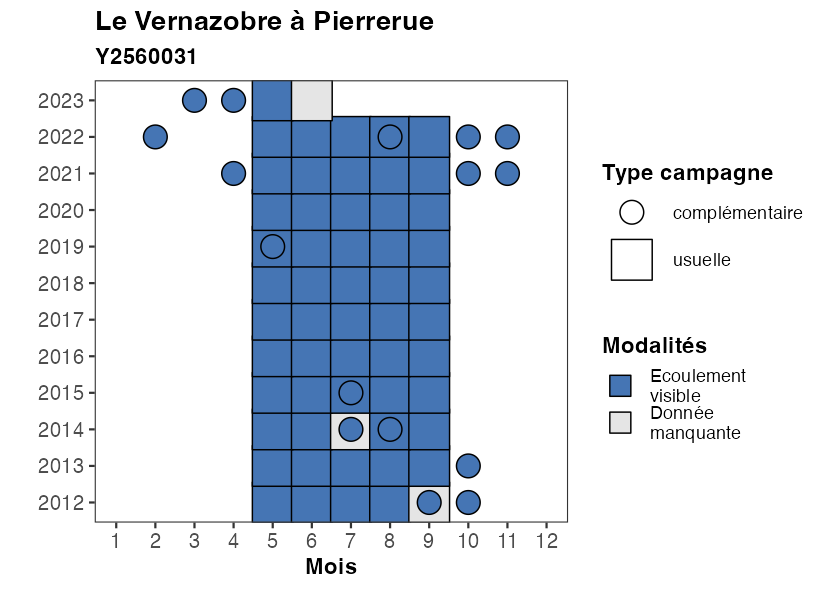 Le Vernazobre à Pierrerue
Y2560031
2023
2022
2021
2020
2019
2018
2017
2016
2015
2014
2013
2012
1 2 3 4 5 6 7 8 9 10 11 12
Mois
Type campagne
complémentaire
usuelle
Modalités
Ecoulement
visible
Donnée
manquante